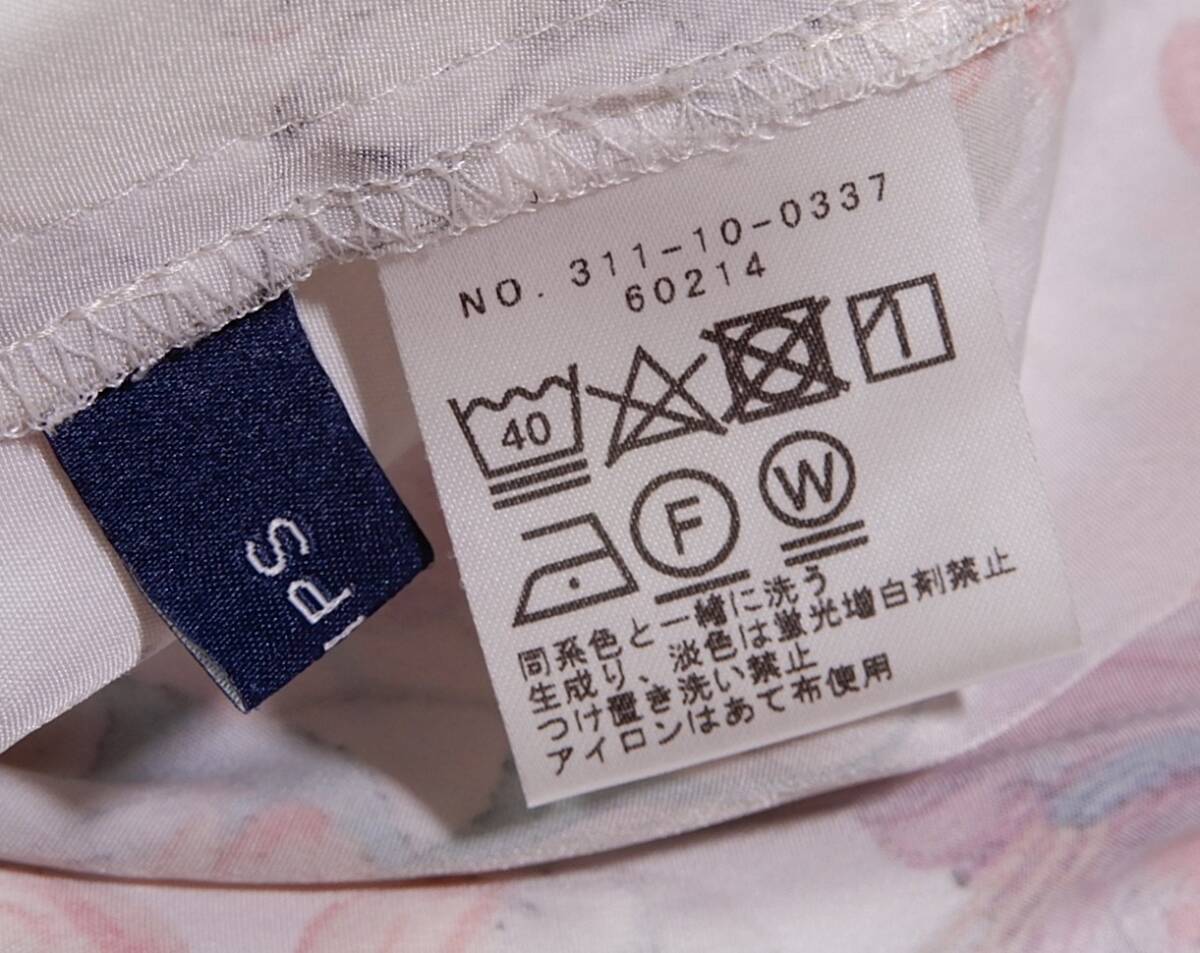 NO. 311-10-0337
60214
40
F
W
同系色と一緒に洗う
生成り、淡色は蛍光増白剤禁止
つけ置き洗い禁止
アイロンはあて布使用
PS